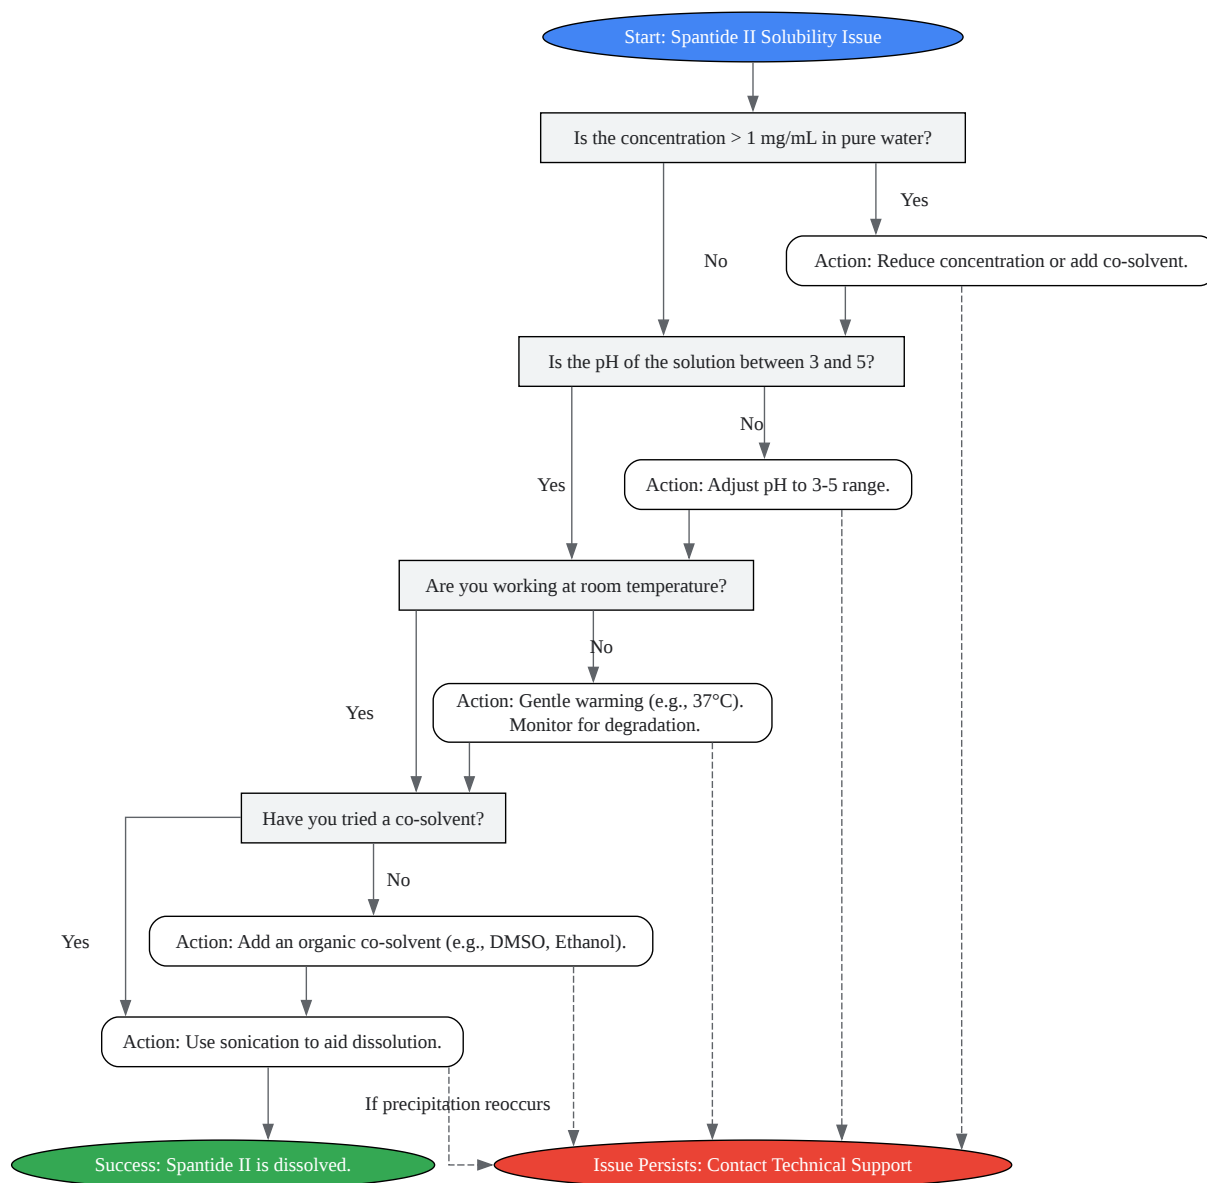 Start: Spantide II Solubility Issue
Is the concentration > 1 mg/mL in pure water?
Yes
No
Action: Reduce concentration or add co-solvent.
Is the pH of the solution between 3 and 5?
No
Yes
Action: Adjust pH to 3-5 range.
Are you working at room temperature?
No
Action: Gentle warming (e.g., 37°C).
Monitor for degradation.
Yes
Have you tried a co-solvent?
No
Yes
Action: Add an organic co-solvent (e.g., DMSO, Ethanol).
Action: Use sonication to aid dissolution.
If precipitation reoccurs
Success: Spantide II is dissolved.
Issue Persists: Contact Technical Support